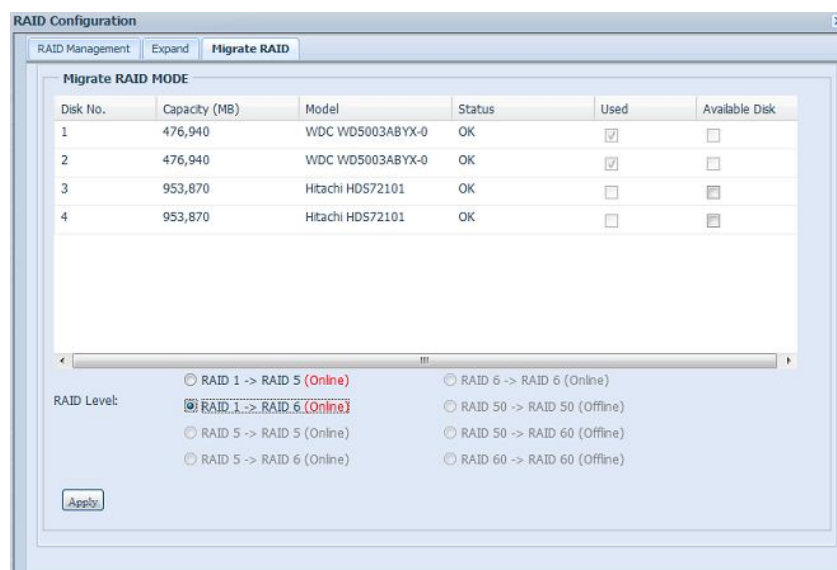 RAID Configuration
RAID Management Expand Migrate RAID
Migrate RAID MODE
Disk No. Capacity (MB) Model Status Used Available Disk
1 476,940 WDC WD5003ABYX-0 OK
2 476,940 WDC WD5003ABYX-0 OK
3 953,870 Hitachi HDS72101 OK
4 953,870 Hitachi HDS72101 OK
RAID Level:
RAID 1 -> RAID 5 (Online) RAID 6 -> RAID 6 (Online)
RAID 1 -> RAID 6 (Online) RAID 50 -> RAID 50 (Offline)
RAID 5 -> RAID 5 (Online) RAID 50 -> RAID 60 (Offline)
RAID 5 -> RAID 6 (Online) RAID 60 -> RAID 60 (Offline)
Apply